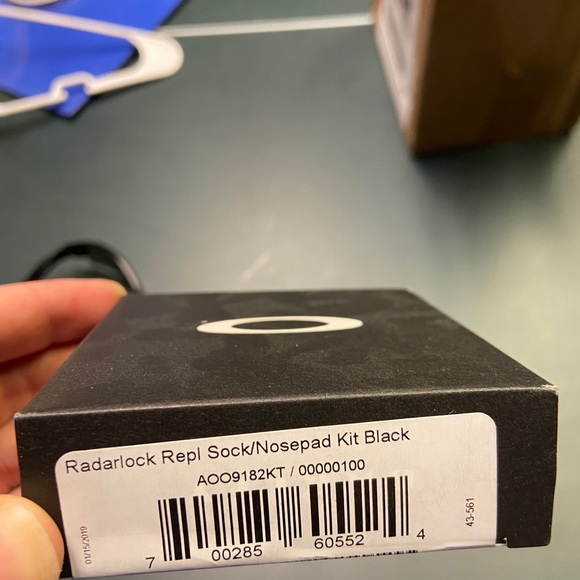 Radarlock Repl Sock/Nosepad Kit Black
AOO9182KT / 00000100
01/15/2019
43-561
7 00285 60552 4